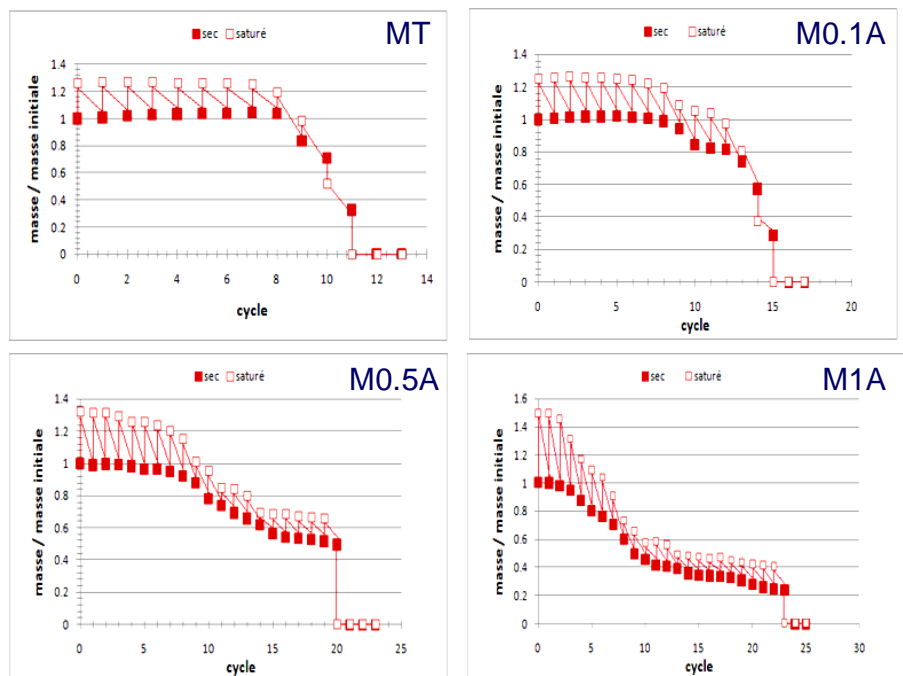 MT
sec saturé
masse / masse initiale
1.4
1.2
1
0.8
0.6
0.4
0.2
0
0 2 4 6 8 10 12 14
cycle
M0.1A
sec saturé
masse / masse initiale
1.4
1.2
1
0.8
0.6
0.4
0.2
0
0 5 10 15 20
cycle
M0.5A
sec saturé
masse / masse initiale
1.4
1.2
1
0.8
0.6
0.4
0.2
0
0 5 10 15 20 25
cycle
M1A
sec saturé
masse / masse initiale
1.6
1.4
1.2
1
0.8
0.6
0.4
0.2
0
0 5 10 15 20 25 30
cycle